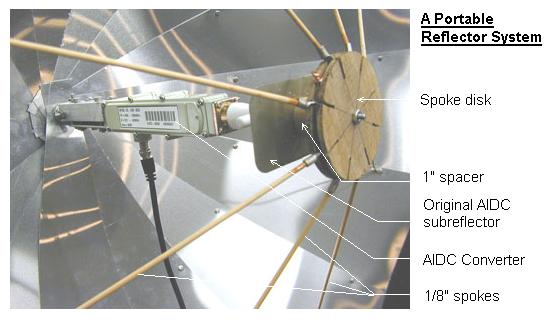 A Portable
Reflector System
Spoke disk
1" spacer
Original AIDC
subreflector
AIDC Converter
1/8" spokes